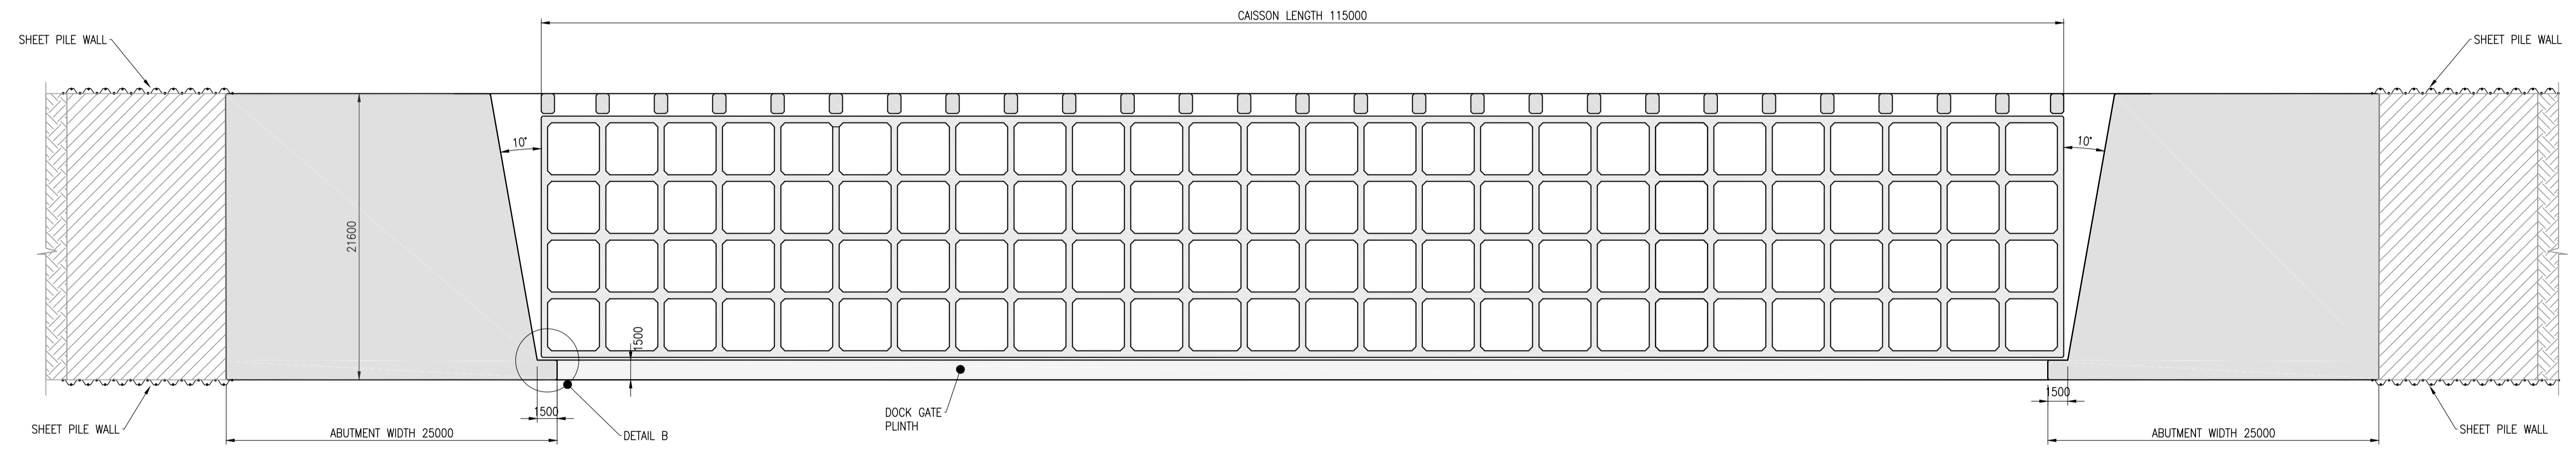 CAISSON LENGTH 115000
SHEET PILE WALL
SHEET PILE WALL
10°
10°
21600
1500
1500
1500
DOCK GATE
PLINTH
SHEET PILE WALL
ABUTMENT WIDTH 25000
DETAIL B
ABUTMENT WIDTH 25000
SHEET PILE WALL